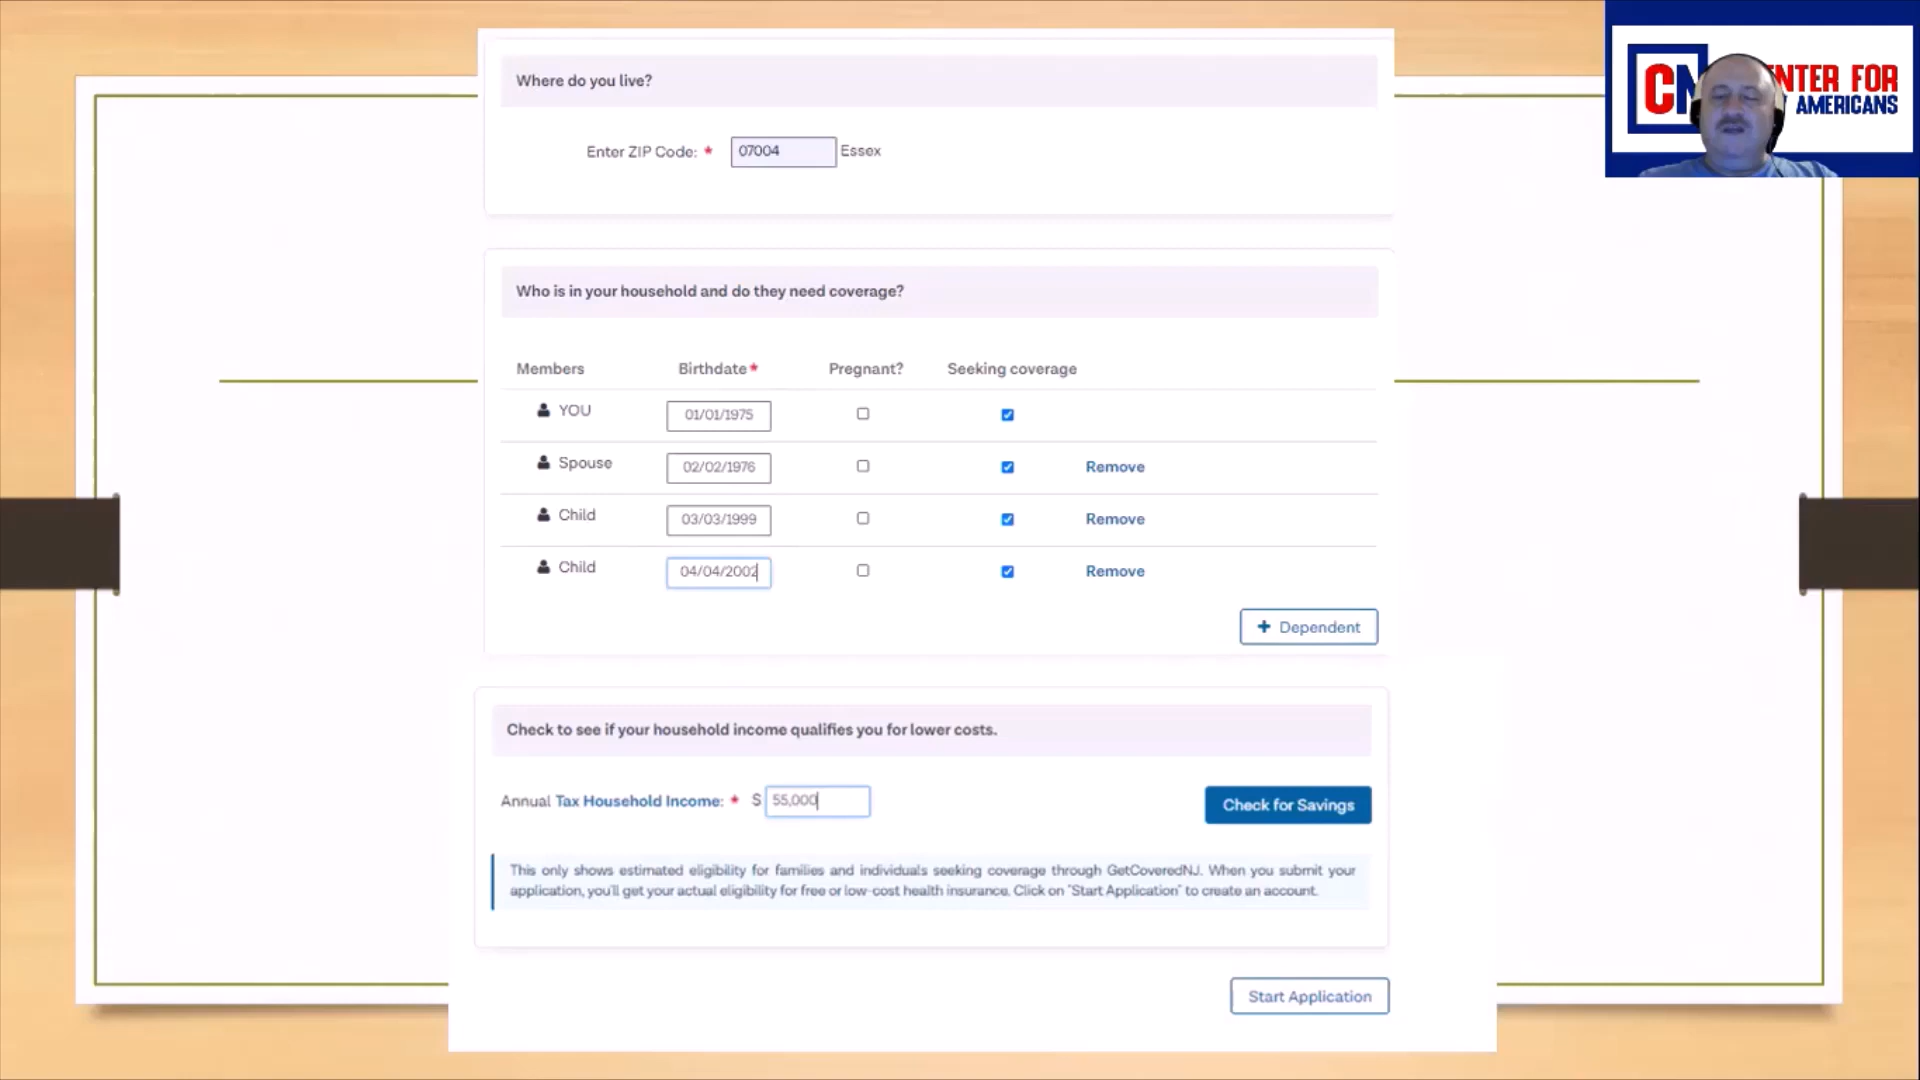 Where do you live?
Enter ZIP Code: * 07004 Essex
Who is in your household and do they need coverage?
Members Birthdate* Pregnant? Seeking coverage
YOU 01/01/1975
Spouse 02/02/1976 Remove
Child 03/03/1999 Remove
Child 04/04/2002 Remove
+ Dependent
Check to see if your household income qualifies you for lower costs.
Annual Tax Household Income: * $ 55,000 Check for Savings
This only shows estimated eligibility for families and individuals seeking coverage through GetCoveredNJ. When you submit your
application, you'll get your actual eligibility for free or low-cost health insurance. Click on "Start Application" to create an account.
Start Application
FOR
AMERICANS